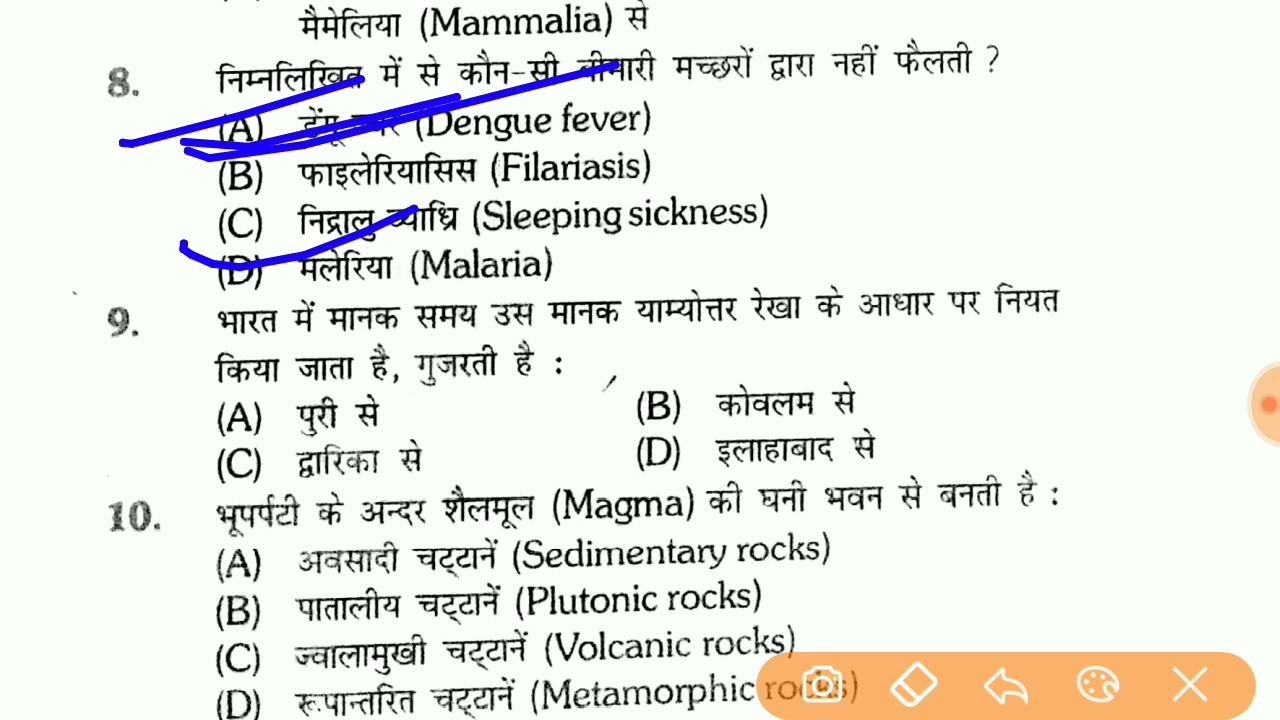 मैमेलिया (Mammalia) से
8. निम्नलिखित में से कौन-सी बीमारी मच्छरों द्वारा नहीं फैलती ?
(A) डेंगू ज्वर (Dengue fever)
(B) फाइलेरियासिस (Filariasis)
(C) निद्रालु व्याधि (Sleeping sickness)
(D) मलेरिया (Malaria)
9. भारत में मानक समय उस मानक याम्योत्तर रेखा के आधार पर नियत
किया जाता है, गुजरती है :
(A) पुरी से (B) कोवलम से
(C) द्वारिका से (D) इलाहाबाद से
10. भूपर्पटी के अन्दर शैलमूल (Magma) की घनी भवन से बनती है :
(A) अवसादी चट्टानें (Sedimentary rocks)
(B) पातालीय चट्टानें (Plutonic rocks)
(C) ज्वालामुखी चट्टानें (Volcanic rocks)
(D) रूपान्तरित चट्टानें (Metamorphic rocks)